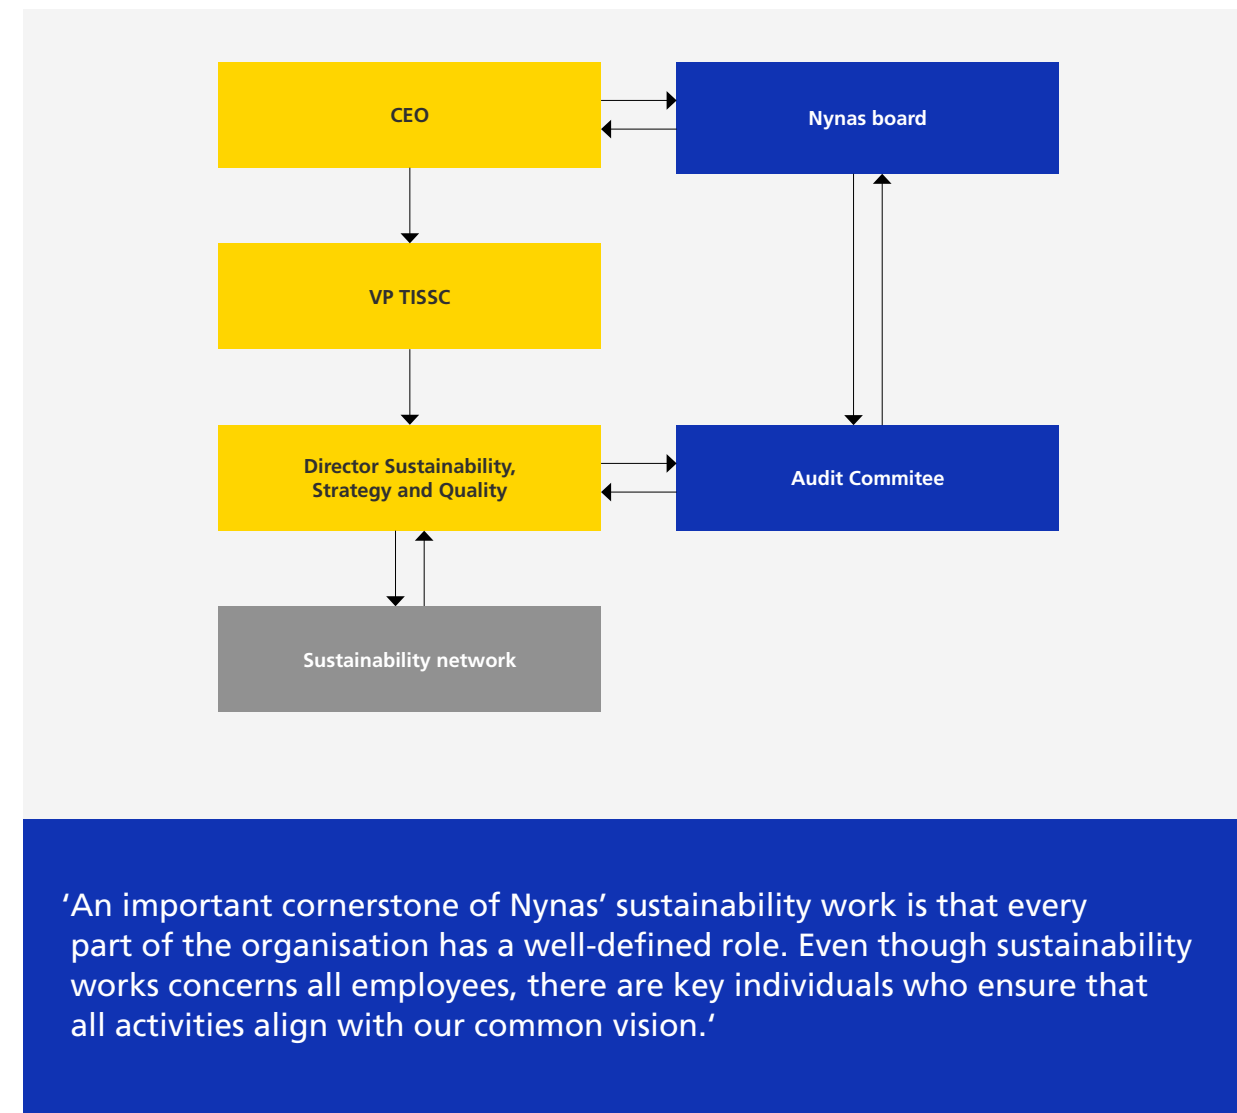 CEO
Nynas board
VP TISSC
Director Sustainability,
Strategy and Quality
Audit Commitee
Sustainability network
‘An important cornerstone of Nynas’ sustainability work is that every
part of the organisation has a well-defined role. Even though sustainability
works concerns all employees, there are key individuals who ensure that
all activities align with our common vision.‘